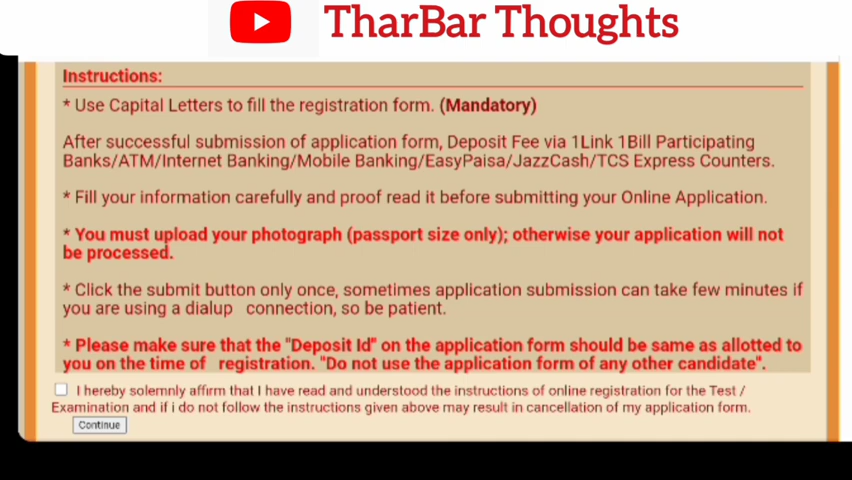 TharBar Thoughts
Instructions:
* Use Capital Letters to fill the registration form. (Mandatory)
After successful submission of application form, Deposit Fee via 1Link 1Bill Participating
Banks/ATM/Internet Banking/Mobile Banking/EasyPaisa/JazzCash/TCS Express Counters.
* Fill your information carefully and proof read it before submitting your Online Application.
* You must upload your photograph (passport size only); otherwise your application will not
be processed.
* Click the submit button only once, sometimes application submission can take few minutes if
you are using a dialup connection, so be patient.
* Please make sure that the "Deposit Id" on the application form should be same as allotted to
you on the time of registration. "Do not use the application form of any other candidate".
I hereby solemnly affirm that I have read and understood the instructions of online registration for the Test /
Examination and if i do not follow the instructions given above may result in cancellation of my application form.
Continue